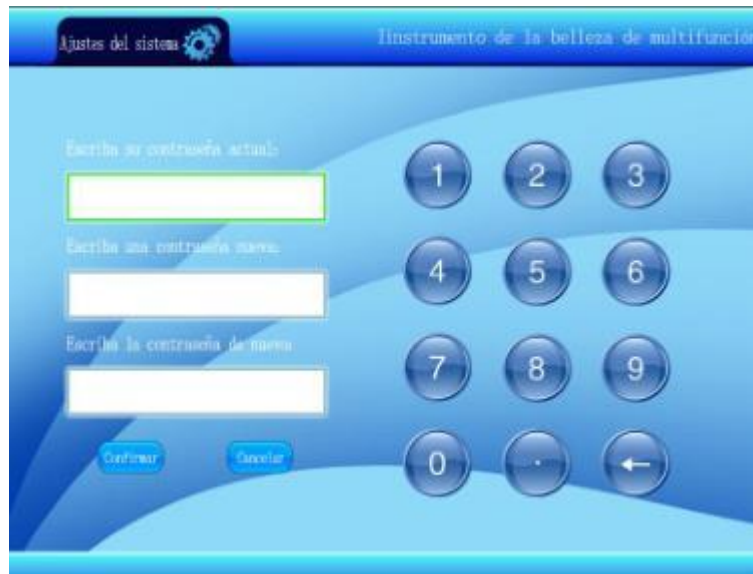 Ajustes del sistema
Iinstrumento de la belleza de multifunción
Escriba su contraseña actual:
Escriba una contraseña nueva:
Escriba la contraseña de nueva
1 2 3
4 5 6
7 8 9
0 . ←
Confirmar Cancelar